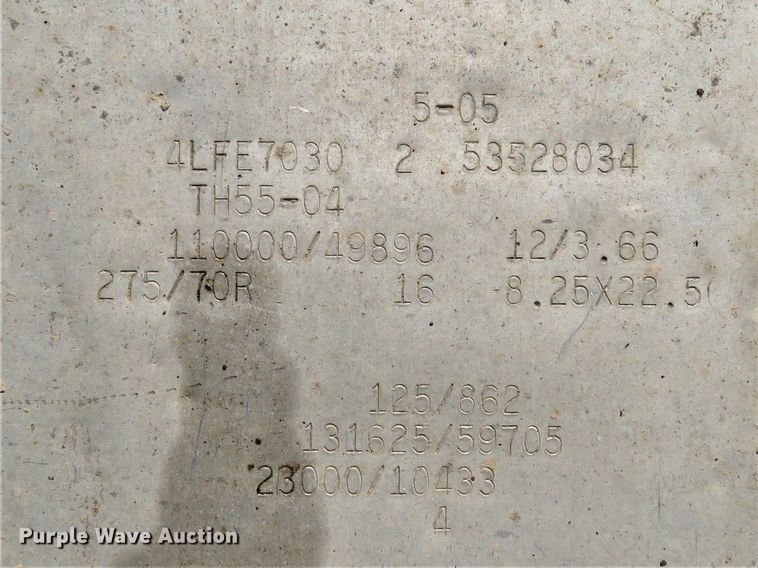 5-05
4LFE7030 2 53528034
TH55-04
110000/49896 12/3.66
275/70R 16 8.25X22.50
125/862
131625/59705
23000/10433
4
Purple Wave Auction